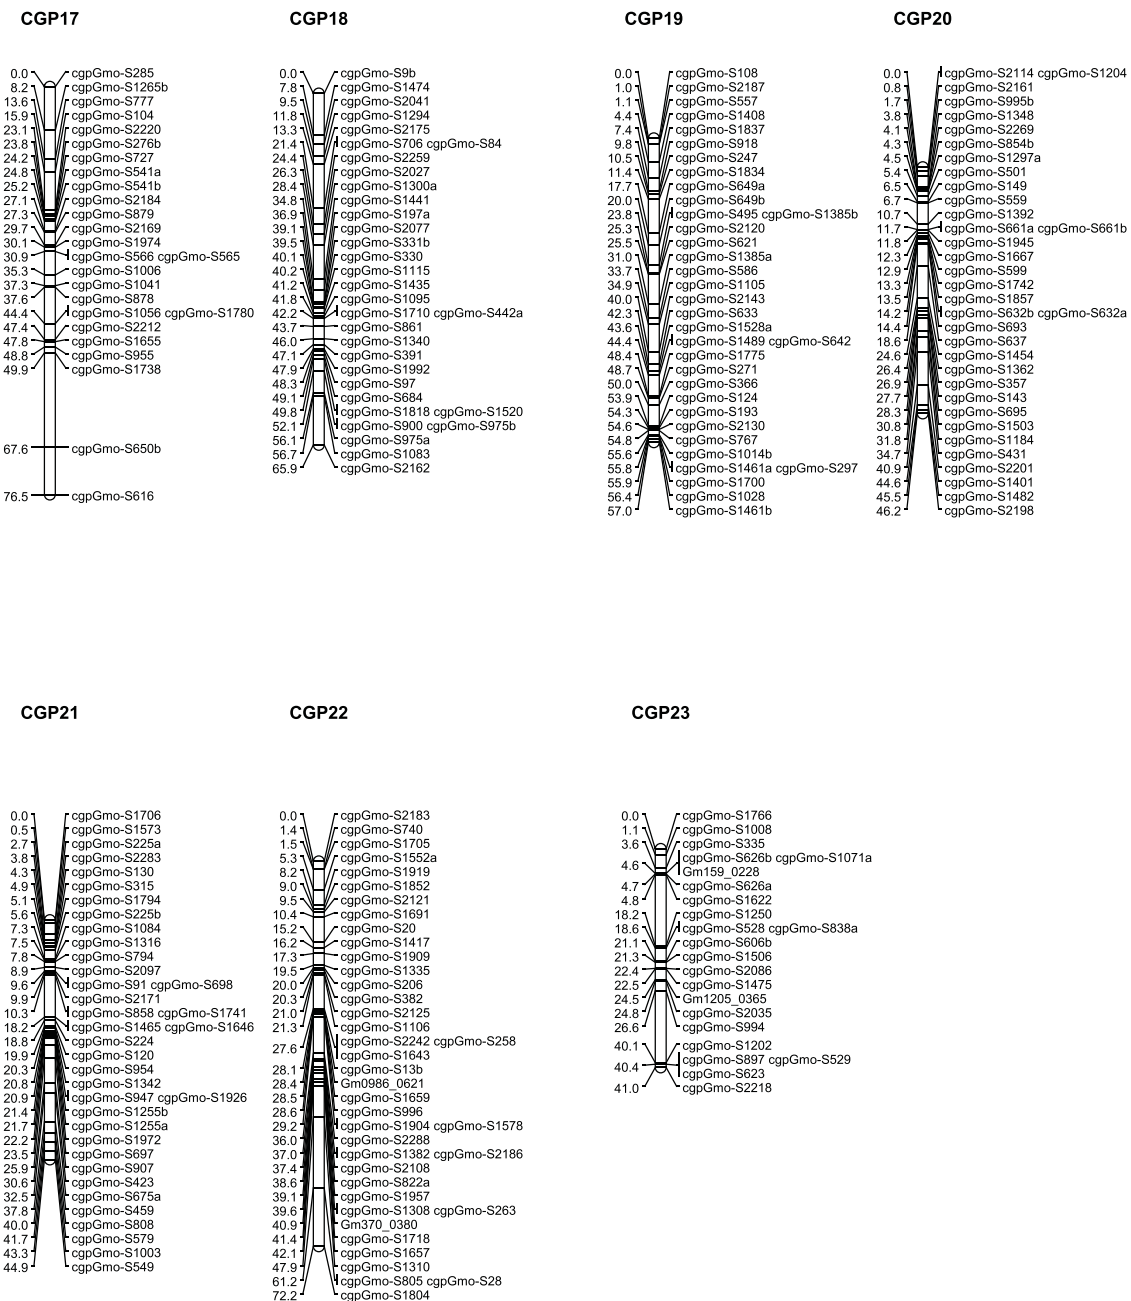 CGP17
0.0 cgpGmo-S285
8.2 cgpGmo-S1265b
13.6 cgpGmo-S777
15.9 cgpGmo-S104
23.1 cgpGmo-S2220
23.8 cgpGmo-S276b
24.2 cgpGmo-S727
24.8 cgpGmo-S541a
25.2 cgpGmo-S541b
27.1 cgpGmo-S2184
27.3 cgpGmo-S879
29.7 cgpGmo-S2169
30.1 cgpGmo-S1974
30.9 cgpGmo-S566 cgpGmo-S565
35.3 cgpGmo-S1006
37.3 cgpGmo-S1041
37.6 cgpGmo-S878
44.4 cgpGmo-S1056 cgpGmo-S1780
47.4 cgpGmo-S2212
47.8 cgpGmo-S1655
48.8 cgpGmo-S955
49.9 cgpGmo-S1738
67.6 cgpGmo-S650b
76.5 cgpGmo-S616
CGP18
0.0 cgpGmo-S9b
7.8 cgpGmo-S1474
9.5 cgpGmo-S2041
11.8 cgpGmo-S1294
13.3 cgpGmo-S2175
21.4 cgpGmo-S706 cgpGmo-S84
24.4 cgpGmo-S2259
26.3 cgpGmo-S2027
28.4 cgpGmo-S1300a
34.8 cgpGmo-S1441
36.9 cgpGmo-S197a
39.1 cgpGmo-S2077
39.5 cgpGmo-S331b
40.1 cgpGmo-S330
40.2 cgpGmo-S1115
41.2 cgpGmo-S1435
41.8 cgpGmo-S1095
42.2 cgpGmo-S1710 cgpGmo-S442a
43.7 cgpGmo-S861
46.0 cgpGmo-S1340
47.1 cgpGmo-S391
47.9 cgpGmo-S1992
48.3 cgpGmo-S97
49.1 cgpGmo-S684
49.8 cgpGmo-S1818 cgpGmo-S1520
52.1 cgpGmo-S900 cgpGmo-S975b
56.1 cgpGmo-S975a
56.7 cgpGmo-S1083
65.9 cgpGmo-S2162
CGP19
0.0 cgpGmo-S108
1.0 cgpGmo-S2187
1.1 cgpGmo-S557
4.4 cgpGmo-S1408
7.4 cgpGmo-S1837
9.8 cgpGmo-S918
10.5 cgpGmo-S247
11.4 cgpGmo-S1834
17.7 cgpGmo-S649a
20.0 cgpGmo-S649b
23.8 cgpGmo-S495 cgpGmo-S1385b
25.3 cgpGmo-S2120
25.5 cgpGmo-S621
31.0 cgpGmo-S1385a
33.7 cgpGmo-S586
34.9 cgpGmo-S1105
40.0 cgpGmo-S2143
42.3 cgpGmo-S633
43.6 cgpGmo-S1528a
44.4 cgpGmo-S1489 cgpGmo-S642
48.4 cgpGmo-S1775
48.7 cgpGmo-S271
50.0 cgpGmo-S366
53.9 cgpGmo-S124
54.3 cgpGmo-S193
54.6 cgpGmo-S2130
54.8 cgpGmo-S767
55.6 cgpGmo-S1014b
55.8 cgpGmo-S1461a cgpGmo-S297
55.9 cgpGmo-S1700
56.4 cgpGmo-S1028
57.0 cgpGmo-S1461b
CGP20
0.0 cgpGmo-S2114 cgpGmo-S1204
0.8 cgpGmo-S2161
1.7 cgpGmo-S995b
3.8 cgpGmo-S1348
4.1 cgpGmo-S2269
4.3 cgpGmo-S854b
4.5 cgpGmo-S1297a
5.4 cgpGmo-S501
6.5 cgpGmo-S149
6.7 cgpGmo-S559
10.7 cgpGmo-S1392
11.7 cgpGmo-S661a cgpGmo-S661b
11.8 cgpGmo-S1945
12.3 cgpGmo-S1667
12.9 cgpGmo-S599
13.3 cgpGmo-S1742
13.5 cgpGmo-S1857
14.2 cgpGmo-S632b cgpGmo-S632a
14.4 cgpGmo-S693
18.6 cgpGmo-S637
24.6 cgpGmo-S1454
26.4 cgpGmo-S1362
26.9 cgpGmo-S357
27.7 cgpGmo-S143
28.3 cgpGmo-S695
30.8 cgpGmo-S1503
31.8 cgpGmo-S1184
34.7 cgpGmo-S431
40.9 cgpGmo-S2201
44.6 cgpGmo-S1401
45.5 cgpGmo-S1482
46.2 cgpGmo-S2198
CGP21
0.0 cgpGmo-S1706
0.5 cgpGmo-S1573
2.7 cgpGmo-S225a
3.8 cgpGmo-S2283
4.3 cgpGmo-S130
4.9 cgpGmo-S315
5.1 cgpGmo-S1794
5.6 cgpGmo-S225b
7.3 cgpGmo-S1084
7.5 cgpGmo-S1316
7.8 cgpGmo-S794
8.9 cgpGmo-S2097
9.6 cgpGmo-S91 cgpGmo-S698
9.9 cgpGmo-S2171
10.3 cgpGmo-S858 cgpGmo-S1741
18.2 cgpGmo-S1465 cgpGmo-S1646
18.8 cgpGmo-S224
19.9 cgpGmo-S120
20.3 cgpGmo-S954
20.8 cgpGmo-S1342
20.9 cgpGmo-S947 cgpGmo-S1926
21.4 cgpGmo-S1255b
21.7 cgpGmo-S1255a
22.2 cgpGmo-S1972
23.5 cgpGmo-S697
25.9 cgpGmo-S907
30.6 cgpGmo-S423
32.5 cgpGmo-S675a
37.8 cgpGmo-S459
40.0 cgpGmo-S808
41.7 cgpGmo-S579
43.3 cgpGmo-S1003
44.9 cgpGmo-S549
CGP22
0.0 cgpGmo-S2183
1.4 cgpGmo-S740
1.5 cgpGmo-S1705
5.3 cgpGmo-S1552a
8.2 cgpGmo-S1919
9.0 cgpGmo-S1852
9.5 cgpGmo-S2121
10.4 cgpGmo-S1691
15.2 cgpGmo-S20
16.2 cgpGmo-S1417
17.3 cgpGmo-S1909
19.5 cgpGmo-S1335
20.0 cgpGmo-S206
20.3 cgpGmo-S382
21.0 cgpGmo-S2125
21.3 cgpGmo-S1106
27.6 cgpGmo-S2242 cgpGmo-S258
cgpGmo-S1643
28.1 cgpGmo-S13b
28.4 Gm0986_0621
28.5 cgpGmo-S1659
28.6 cgpGmo-S996
29.2 cgpGmo-S1904 cgpGmo-S1578
36.0 cgpGmo-S2288
37.0 cgpGmo-S1382 cgpGmo-S2186
37.4 cgpGmo-S2108
38.6 cgpGmo-S822a
39.1 cgpGmo-S1957
39.6 cgpGmo-S1308 cgpGmo-S263
40.9 Gm370_0380
41.4 cgpGmo-S1718
42.1 cgpGmo-S1657
47.9 cgpGmo-S1310
61.2 cgpGmo-S805 cgpGmo-S28
72.2 cgpGmo-S1804
CGP23
0.0 cgpGmo-S1766
1.1 cgpGmo-S1008
3.6 cgpGmo-S335
4.6 cgpGmo-S626b cgpGmo-S1071a
Gm159_0228
4.7 cgpGmo-S626a
4.8 cgpGmo-S1622
18.2 cgpGmo-S1250
18.6 cgpGmo-S528 cgpGmo-S838a
21.1 cgpGmo-S606b
21.3 cgpGmo-S1506
22.4 cgpGmo-S2086
22.5 cgpGmo-S1475
24.5 Gm1205_0365
24.8 cgpGmo-S2035
26.6 cgpGmo-S994
40.1 cgpGmo-S1202
40.4 cgpGmo-S897 cgpGmo-S529
cgpGmo-S623
41.0 cgpGmo-S2218